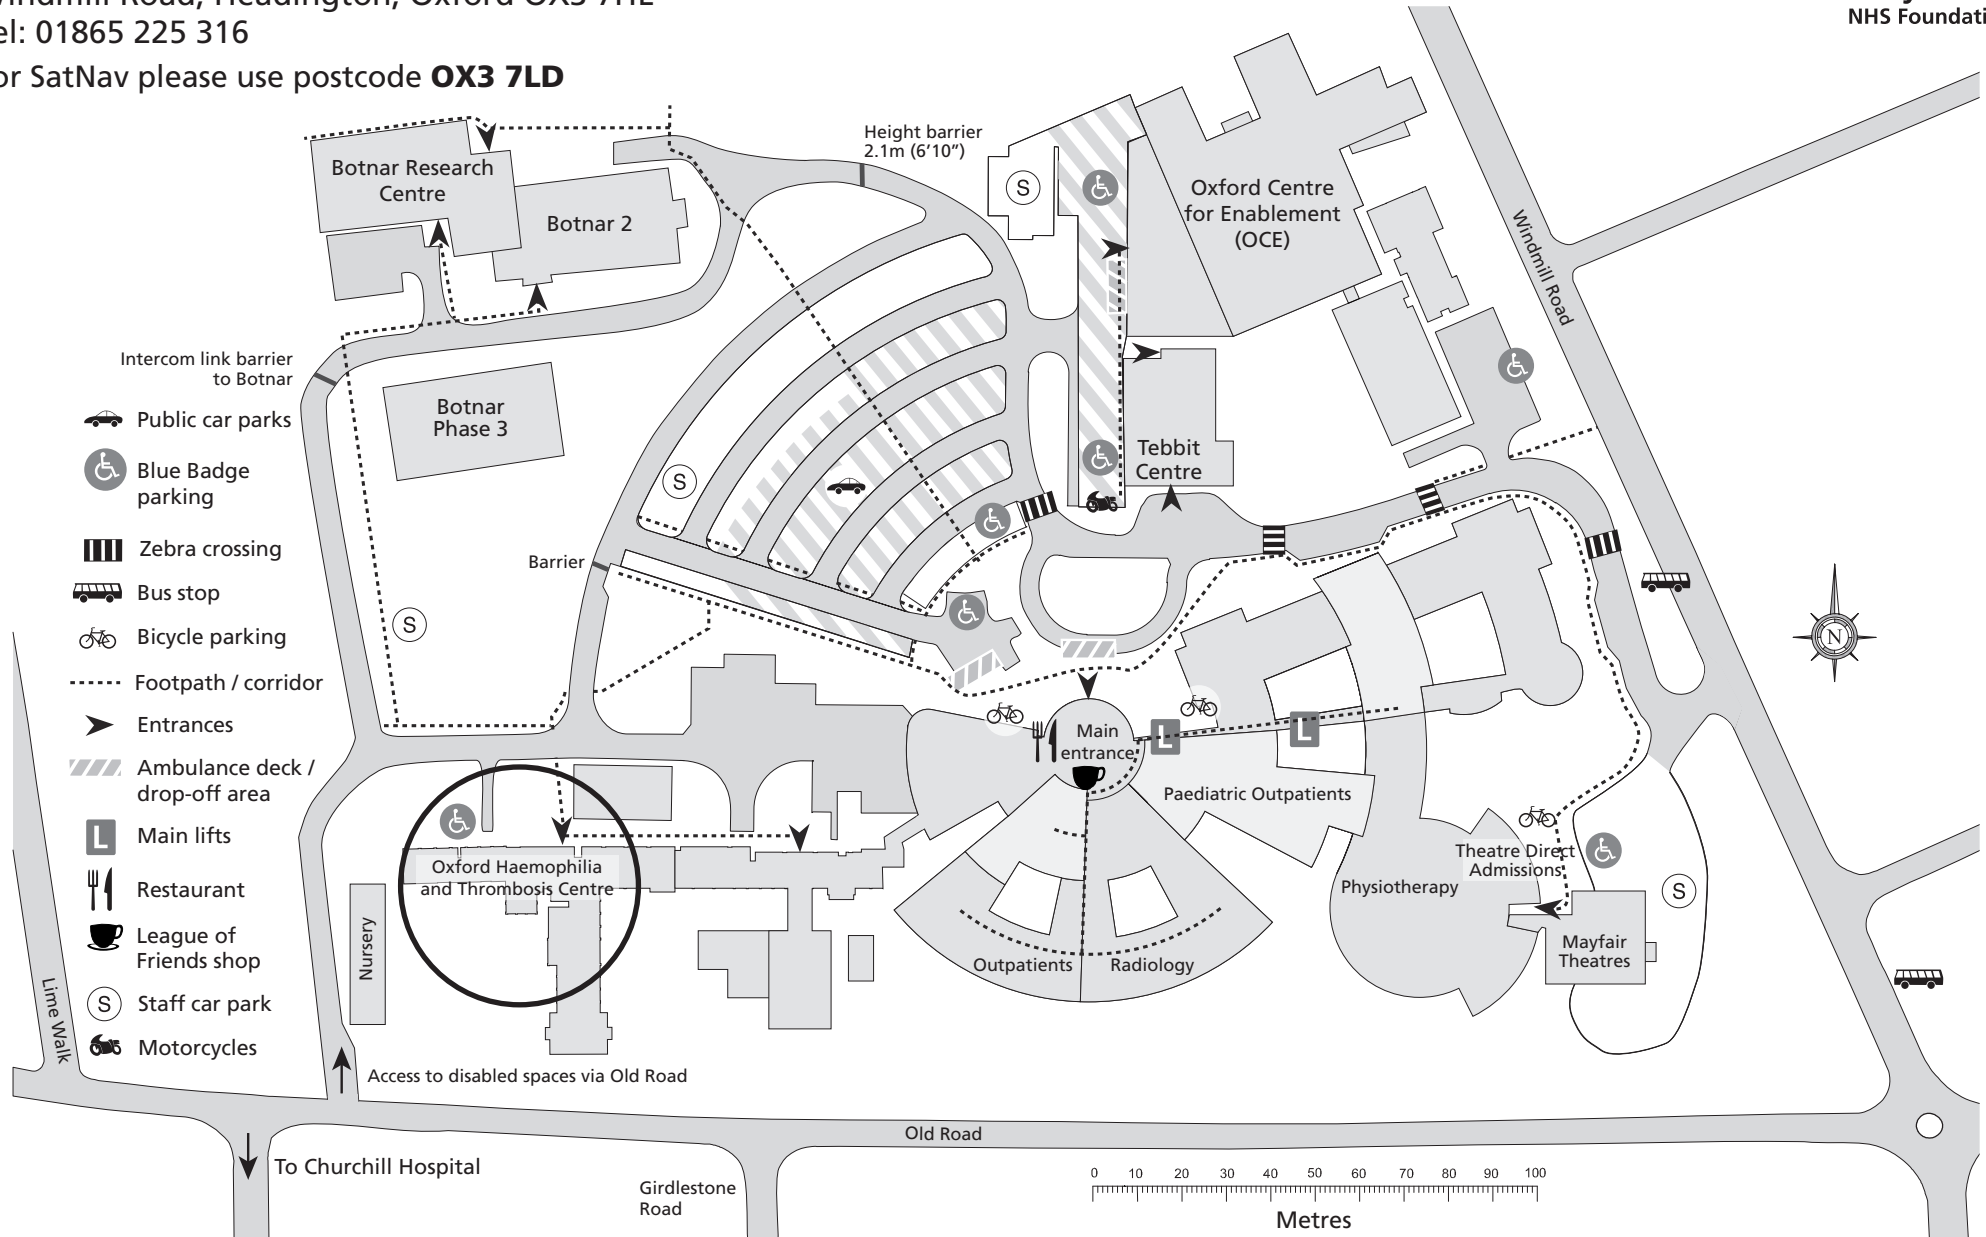 Windmill Road, Headington, Oxford OX3 7HE
el: 01865 225 316
or SatNav please use postcode OX3 7LD
NHS Foundati
Height barrier
2.1m (6’10”)
Botnar Research
Centre
Botnar 2
S
Oxford Centre
for Enablement
(OCE)
Windmill Road
Intercom link barrier
to Botnar
Botnar
Phase 3
S
Tebbit
Centre
Barrier
S
Public car parks
Blue Badge
parking
Zebra crossing
Bus stop
Bicycle parking
Footpath / corridor
Entrances
Ambulance deck /
drop-off area
L Main lifts
Restaurant
League of
Friends shop
S Staff car park
Motorcycles
N
Main
entrance
L
L
Paediatric Outpatients
Oxford Haemophilia
and Thrombosis Centre
Nursery
Outpatients
Radiology
Physiotherapy
Theatre Direct
Admissions
S
Mayfair
Theatres
Lime Walk
Access to disabled spaces via Old Road
Old Road
To Churchill Hospital
Girdlestone
Road
0 10 20 30 40 50 60 70 80 90 100
Metres